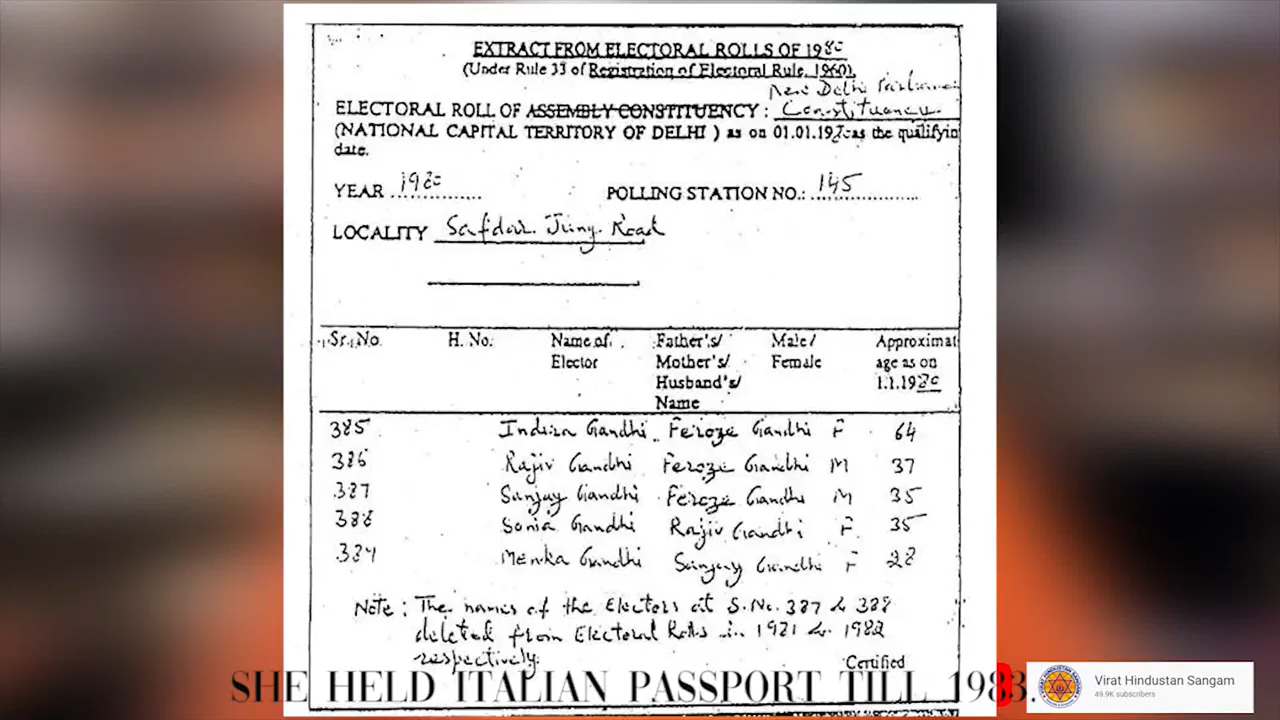 EXTRACT FROM ELECTORAL ROLLS OF 1980
(Under Rule 33 of Registration of Electoral Rule, 1960),
New Delhi Parliamen
ELECTORAL ROLL OF ASSEMBLY CONSTITUENCY : Constituency.
(NATIONAL CAPITAL TERRITORY OF DELHI ) as on 01.01.1980 as the qualifyin
date.
YEAR 1980 POLLING STATION NO.: 145
LOCALITY Safdar Jung Road
Sr. No. H. No. Name of Father's/ Male / Approximat
Elector Mother's/ Female age as on
Husband's/ 1.1.1980
Name
385 Indira Gandhi Feroze Gandhi F 64
386 Rajiv Gandhi Feroze Gandhi M 37
387 Sanjay Gandhi Feroze Gandhi M 35
388 Sonia Gandhi Rajiv Gandhi F 35
389 Menka Gandhi Sanjay Gandhi F 28
Note : The names of the Electors at S.No. 387 & 388
deleted from Electoral Rolls in 1981 & 1982
respectively.
Certified
SHE HELD ITALIAN PASSPORT TILL 1983.
Virat Hindustan Sangam
49.9K subscribers